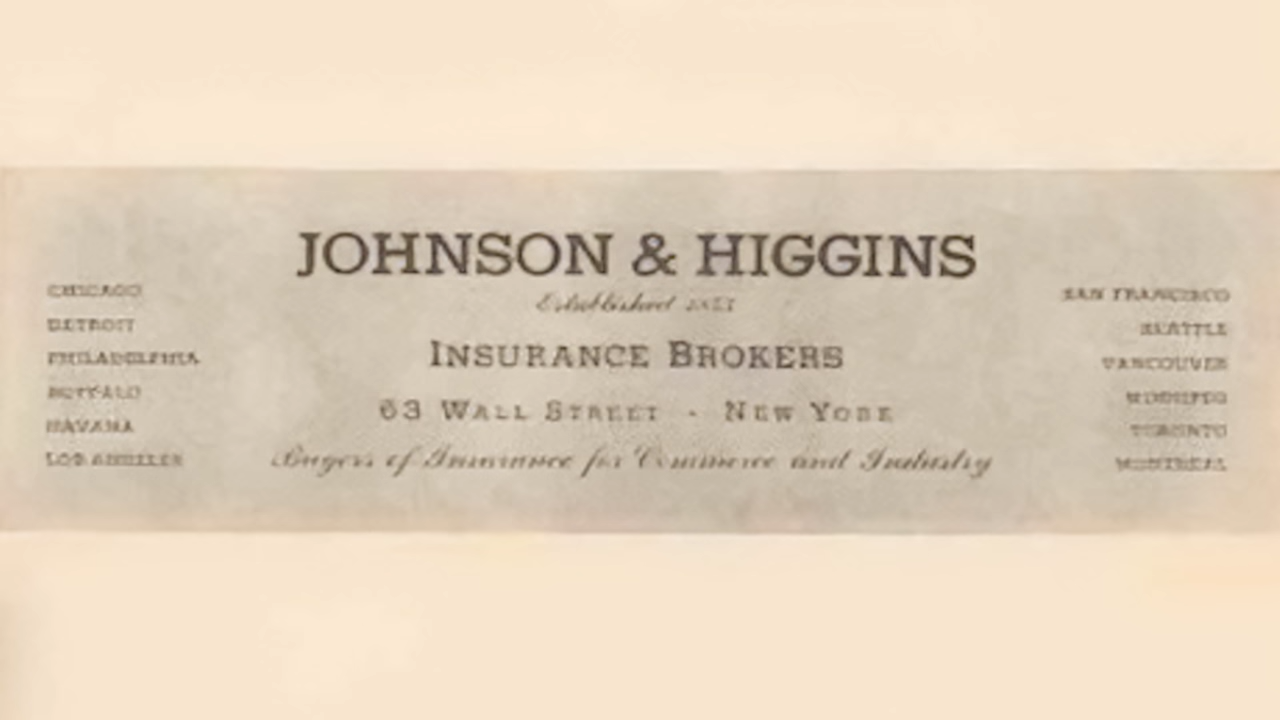 JOHNSON & HIGGINS
Established
INSURANCE BROKERS
63 WALL STREET · NEW YORK
Buyers of Insurance for Commerce and Industry
CHICAGO
DETROIT
PHILADELPHIA
BUFFALO
HAVANA
LOS ANGELES
SAN FRANCISCO
SEATTLE
VANCOUVER
WINNIPEG
TORONTO
MONTREAL